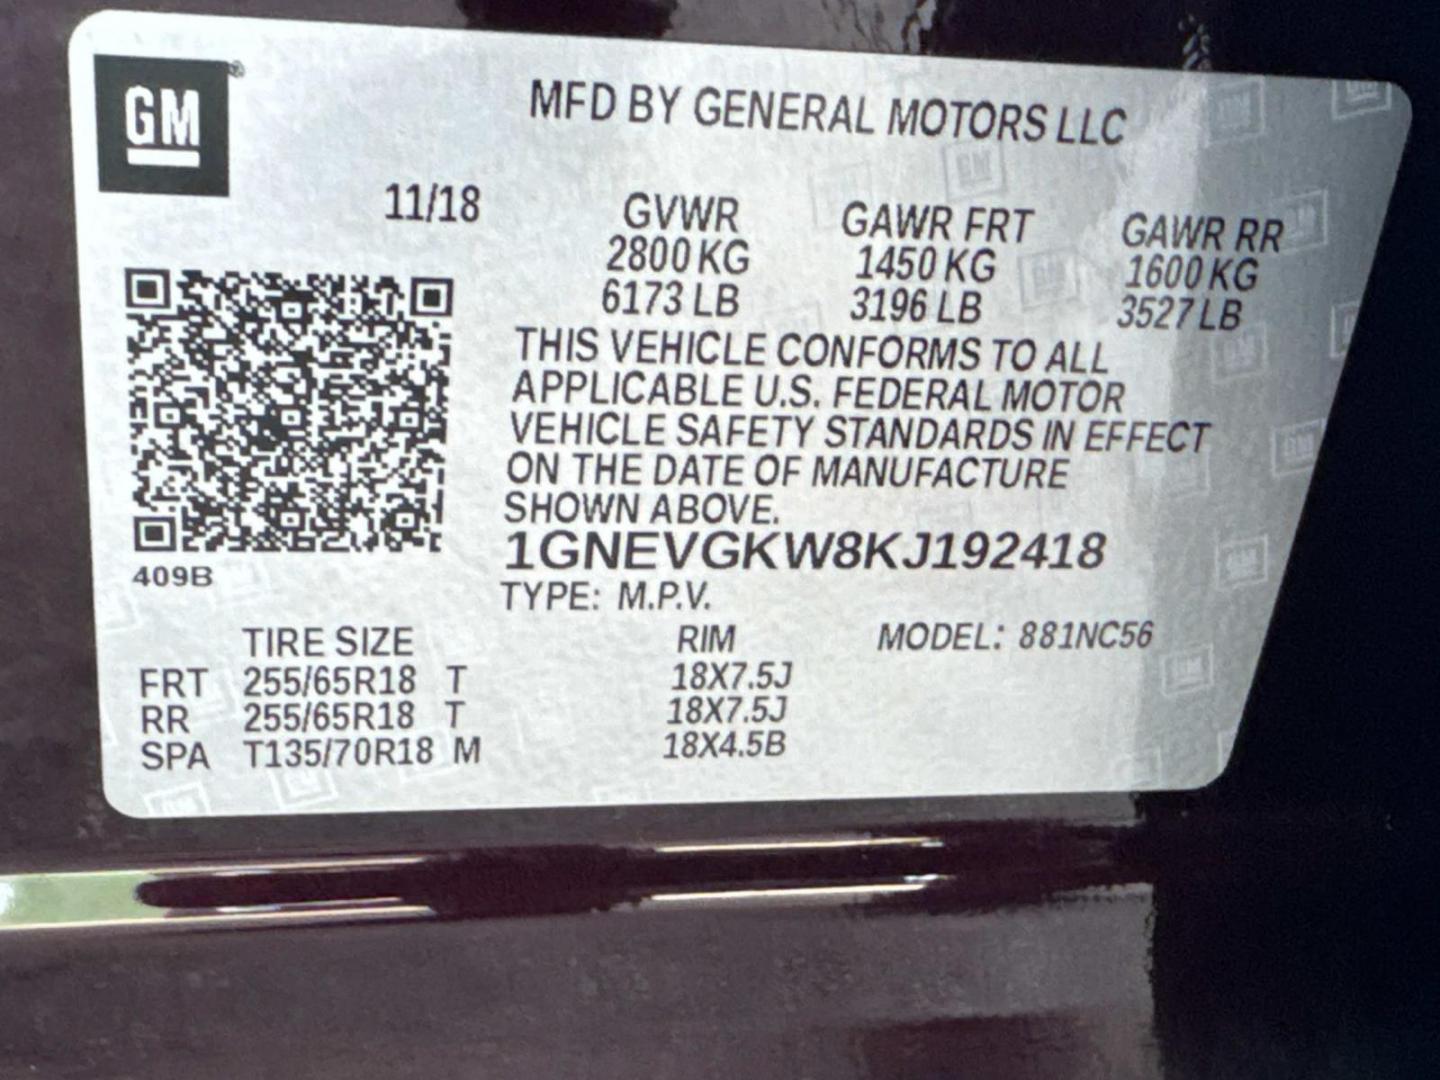 GM
MFD BY GENERAL MOTORS LLC
11/18 GVWR GAWR FRT GAWR RR
2800 KG 1450 KG 1600 KG
6173 LB 3196 LB 3527 LB
THIS VEHICLE CONFORMS TO ALL
APPLICABLE U.S. FEDERAL MOTOR
VEHICLE SAFETY STANDARDS IN EFFECT
ON THE DATE OF MANUFACTURE
SHOWN ABOVE.
1GNEVGKW8KJ192418
409B
TYPE: M.P.V.
TIRE SIZE RIM MODEL: 881NC56
FRT 255/65R18 T 18X7.5J
RR 255/65R18 T 18X7.5J
SPA T135/70R18 M 18X4.5B